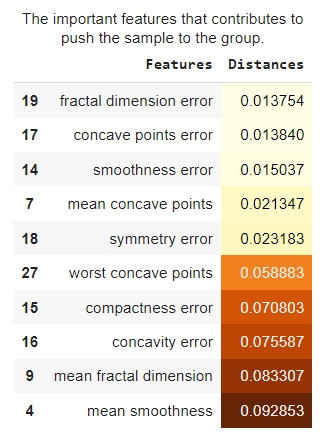 The important features that contributes to
push the sample to the group.
Features Distances
19 fractal dimension error 0.013754
17 concave points error 0.013840
14 smoothness error 0.015037
7 mean concave points 0.021347
18 symmetry error 0.023183
27 worst concave points 0.058883
15 compactness error 0.070803
16 concavity error 0.075587
9 mean fractal dimension 0.083307
4 mean smoothness 0.092853